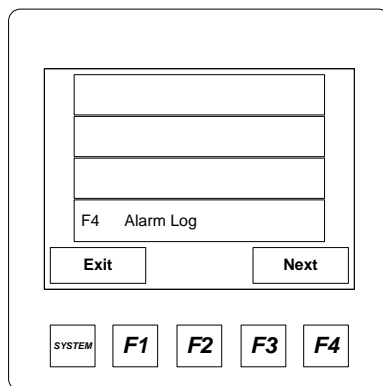 F4 Alarm Log
Exit Next
SYSTEM F1 F2 F3 F4